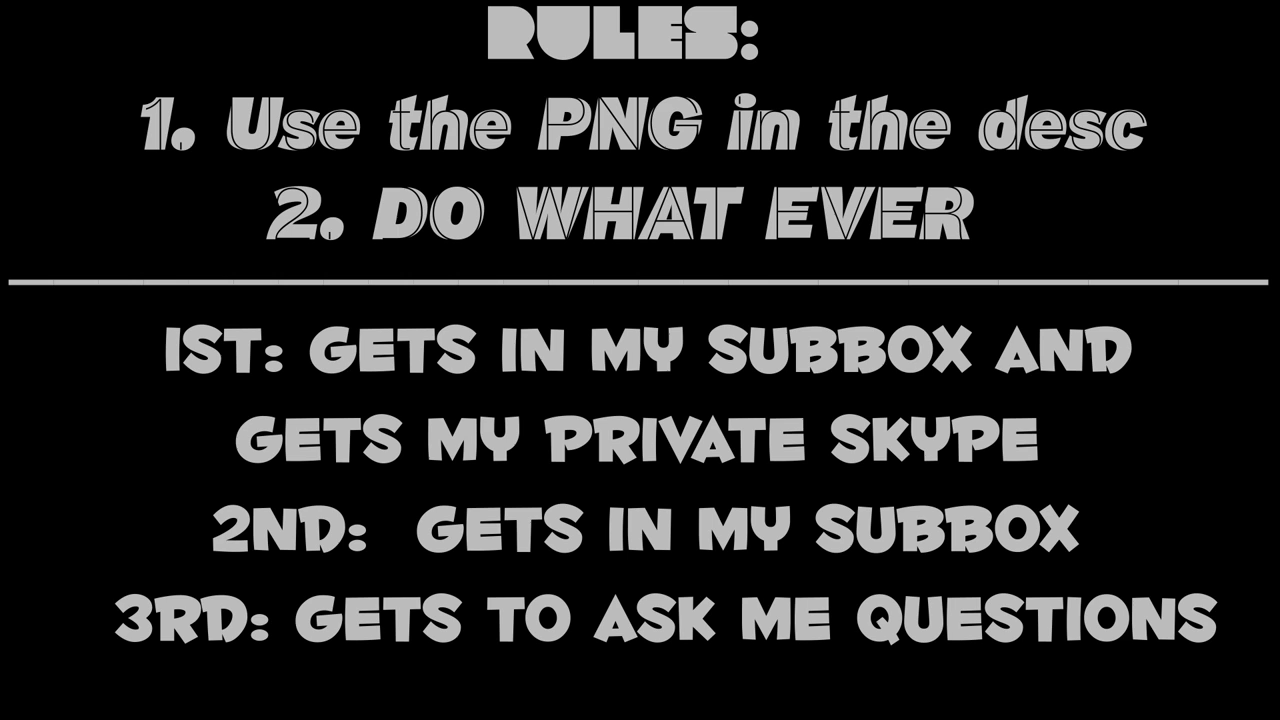 RULES:
1. Use the PNG in the desc
2. DO WHAT EVER
1ST: GETS IN MY SUBBOX AND
GETS MY PRIVATE SKYPE
2ND: GETS IN MY SUBBOX
3RD: GETS TO ASK ME QUESTIONS